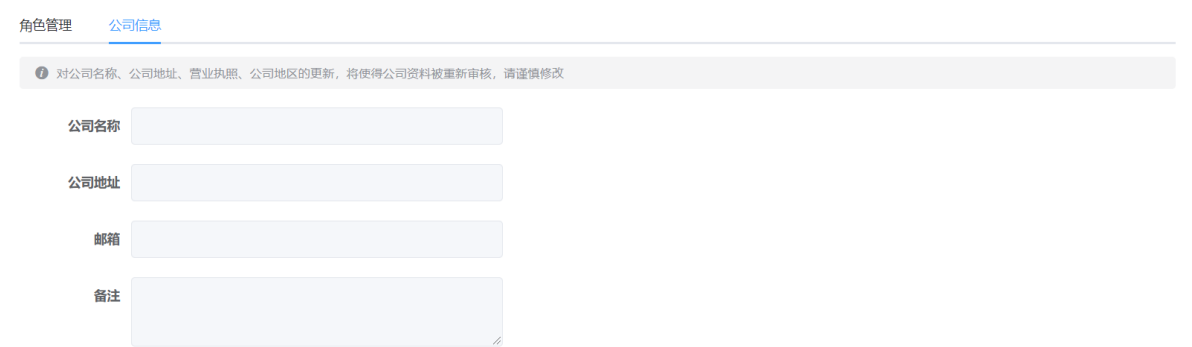 角色管理 公司信息
对公司名称、公司地址、营业执照、公司地区的更新，将使得公司资料被重新审核，请谨慎修改
公司名称
公司地址
邮箱
备注